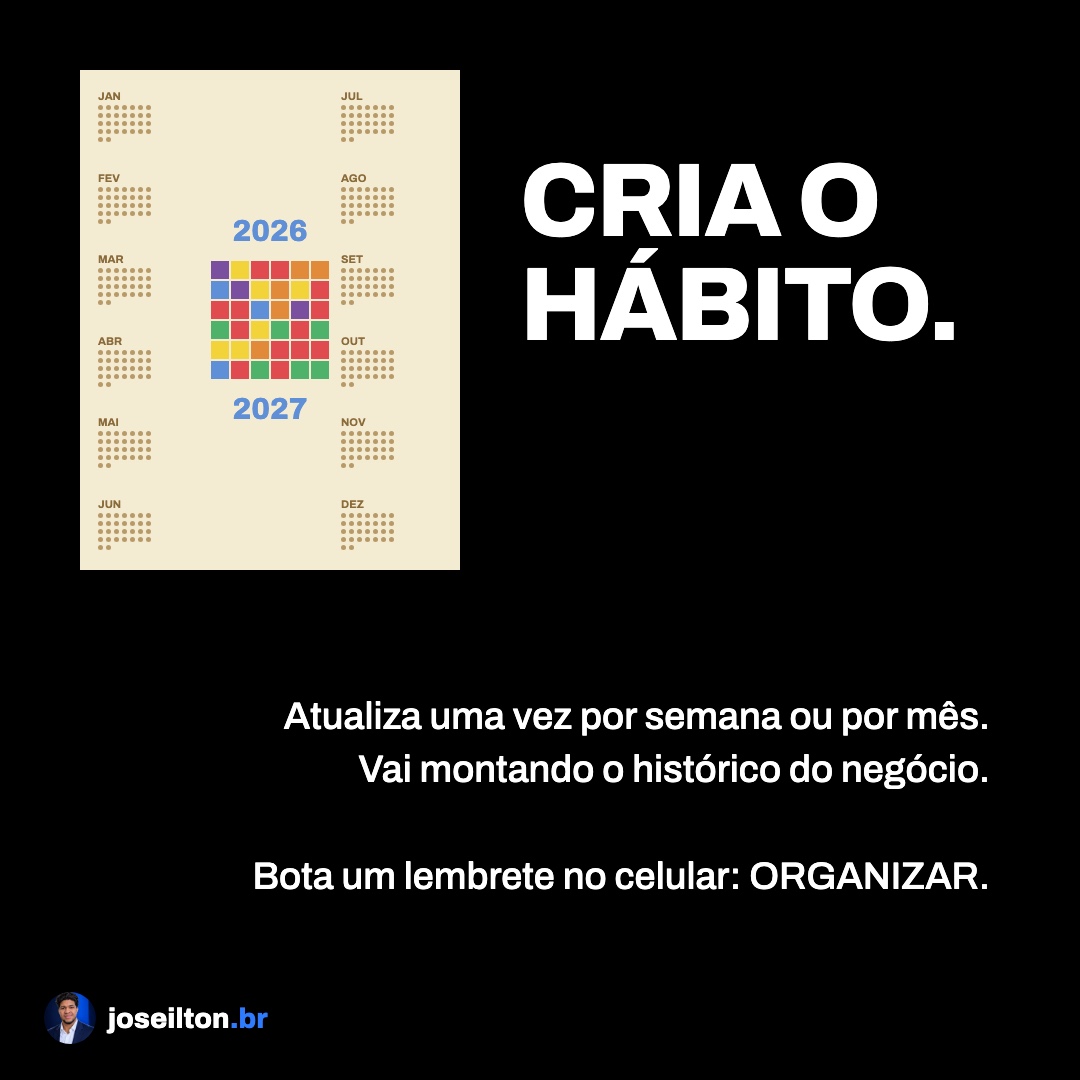 JAN
FEV
MAR
ABR
MAI
JUN
2026
2027
JUL
AGO
SET
OUT
NOV
DEZ
CRIA O
HÁBITO.
Atualiza uma vez por semana ou por mês.
Vai montando o histórico do negócio.
Bota um lembrete no celular: ORGANIZAR.
joseilton.br